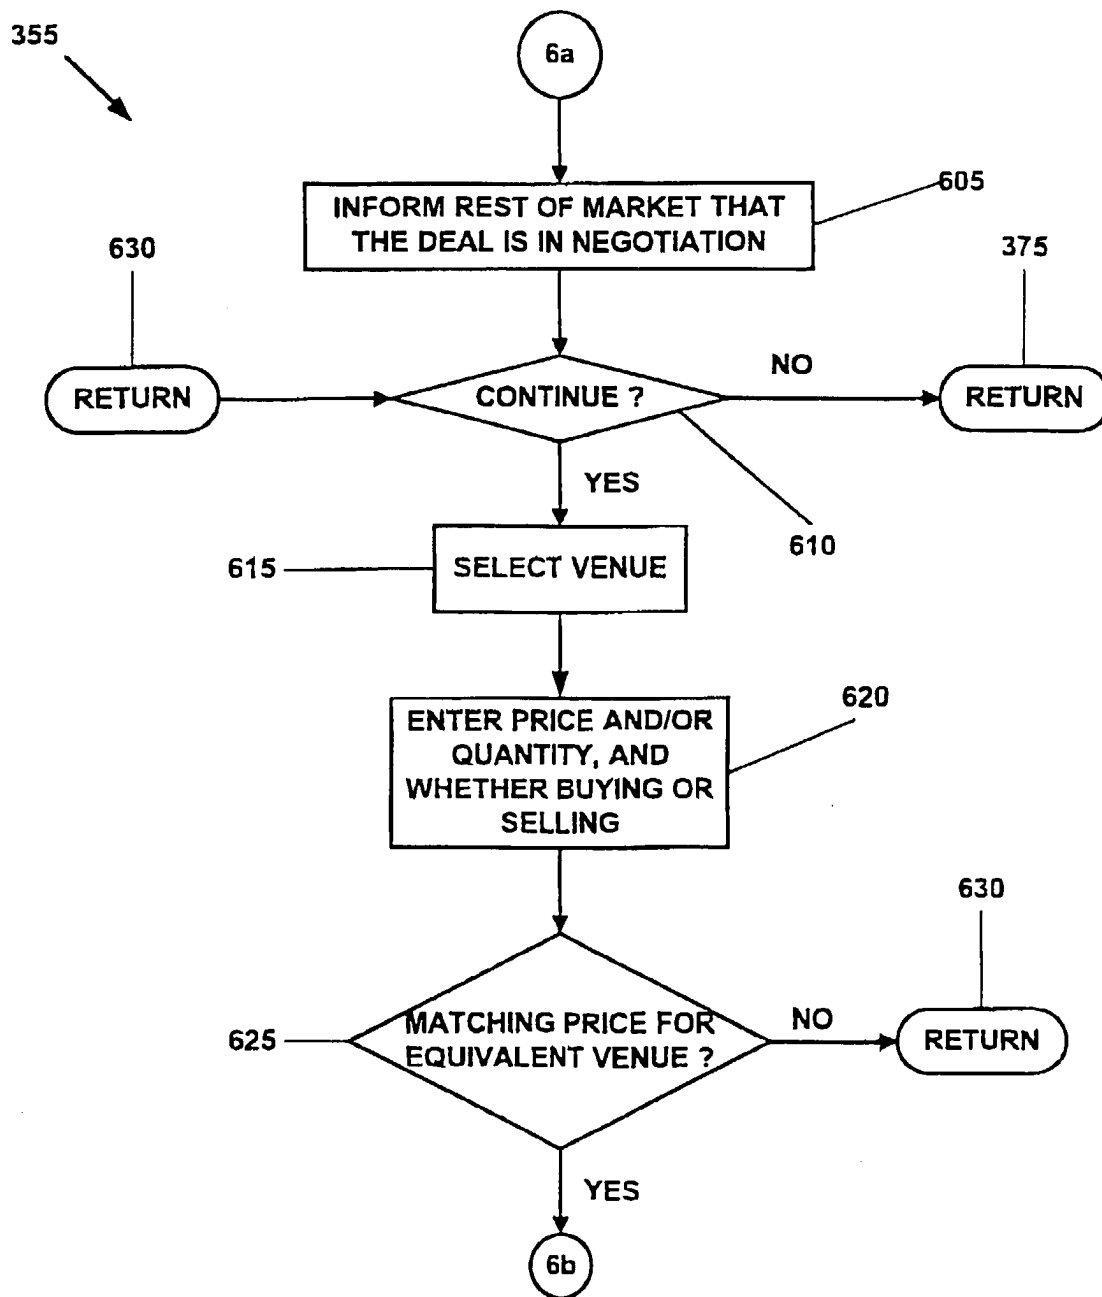 355
6a
INFORM REST OF MARKET THAT
THE DEAL IS IN NEGOTIATION
605
630
375
RETURN
CONTINUE ?
NO
RETURN
YES
610
615
SELECT VENUE
620
ENTER PRICE AND/OR
QUANTITY, AND
WHETHER BUYING OR
SELLING
630
625
MATCHING PRICE FOR
EQUIVALENT VENUE ?
NO
RETURN
YES
6b